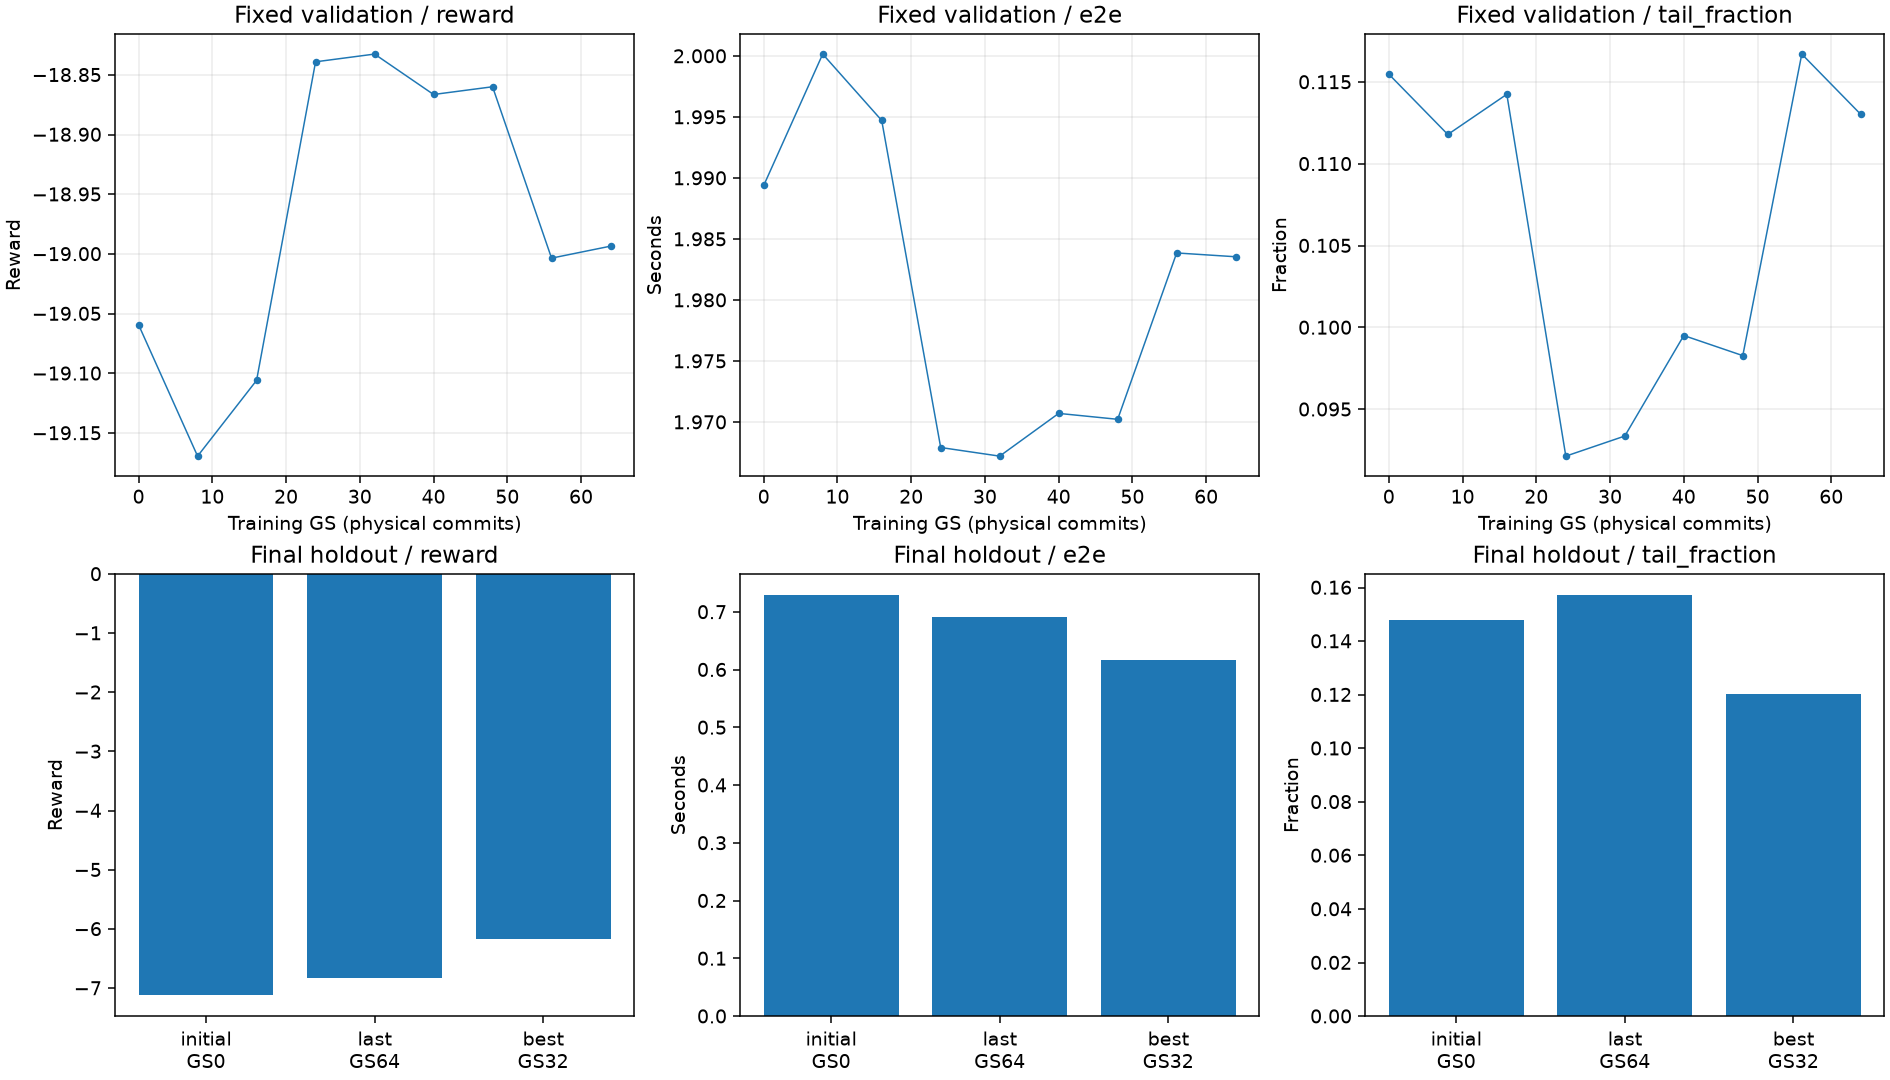 Fixed validation / reward
Reward
−18.85
−18.90
−18.95
−19.00
−19.05
−19.10
−19.15
0 10 20 30 40 50 60
Training GS (physical commits)
Fixed validation / e2e
Seconds
2.000
1.995
1.990
1.985
1.980
1.975
1.970
0 10 20 30 40 50 60
Training GS (physical commits)
Fixed validation / tail_fraction
Fraction
0.115
0.110
0.105
0.100
0.095
0 10 20 30 40 50 60
Training GS (physical commits)
Final holdout / reward
Reward
0
−1
−2
−3
−4
−5
−6
−7
initial last best
GS0 GS64 GS32
Final holdout / e2e
Seconds
0.7
0.6
0.5
0.4
0.3
0.2
0.1
0.0
initial last best
GS0 GS64 GS32
Final holdout / tail_fraction
Fraction
0.16
0.14
0.12
0.10
0.08
0.06
0.04
0.02
0.00
initial last best
GS0 GS64 GS32